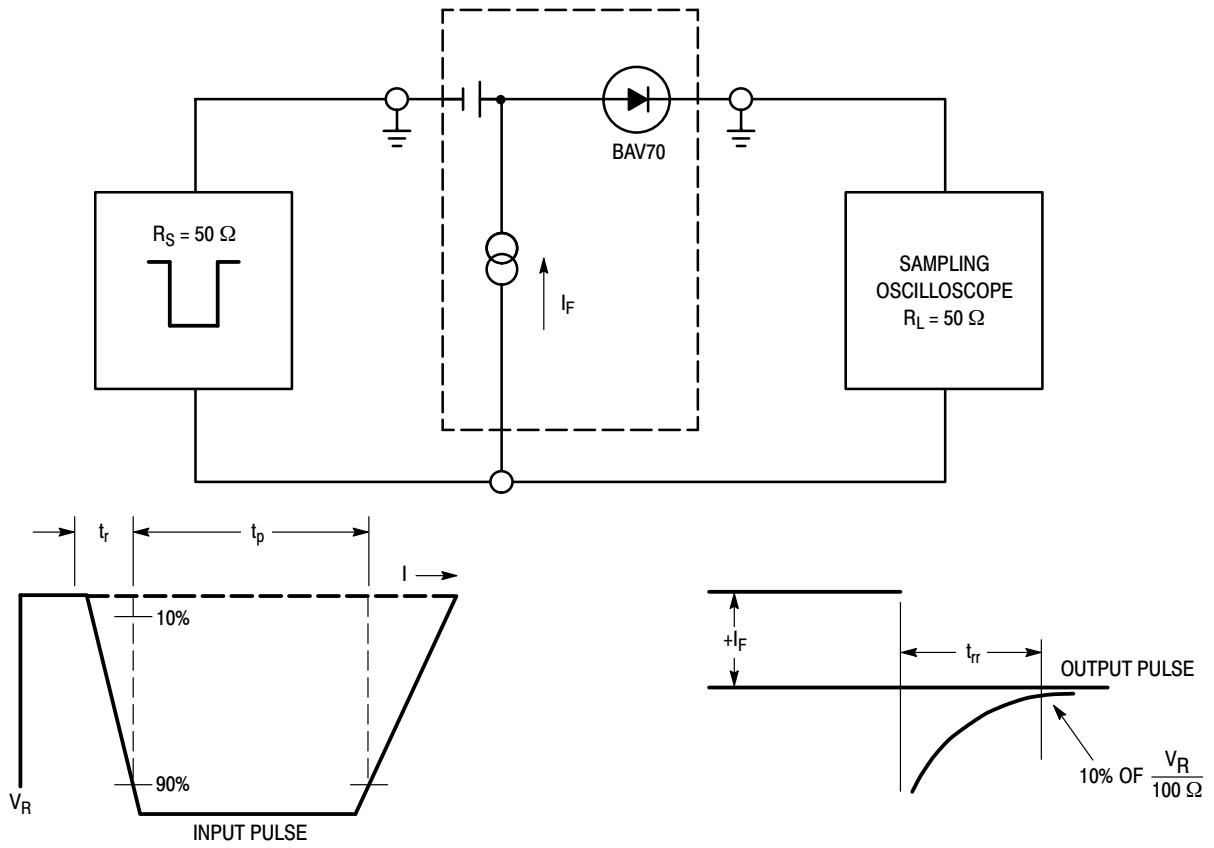 BAV70
R_S = 50 Ω
I_F
SAMPLING
OSCILLOSCOPE
R_L = 50 Ω
t_r
t_p
I
10%
90%
V_R
INPUT PULSE
+I_F
t_rr
OUTPUT PULSE
10% OF V_R
100 Ω